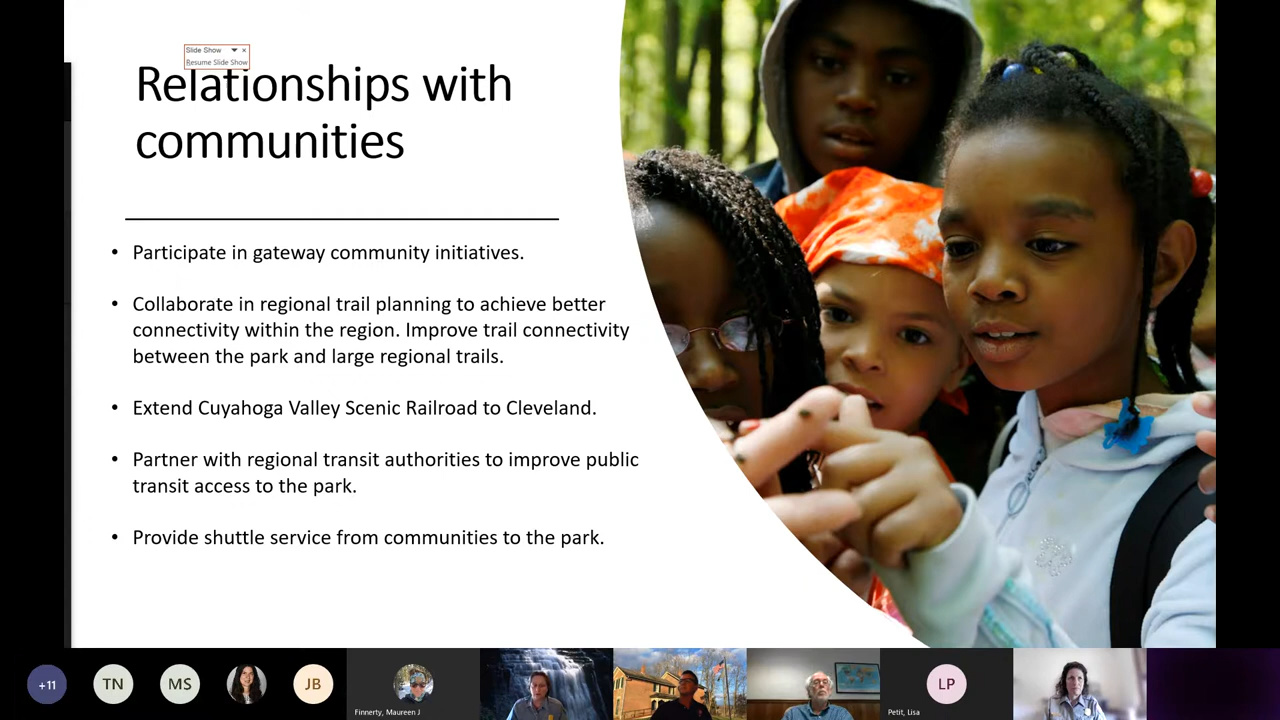 Slide Show
Resume Slide Show
Relationships with
communities
• Participate in gateway community initiatives.
• Collaborate in regional trail planning to achieve better
connectivity within the region. Improve trail connectivity
between the park and large regional trails.
• Extend Cuyahoga Valley Scenic Railroad to Cleveland.
• Partner with regional transit authorities to improve public
transit access to the park.
• Provide shuttle service from communities to the park.
+11
TN
MS
JB
Finnerty, Maureen J
LP
Petit, Lisa